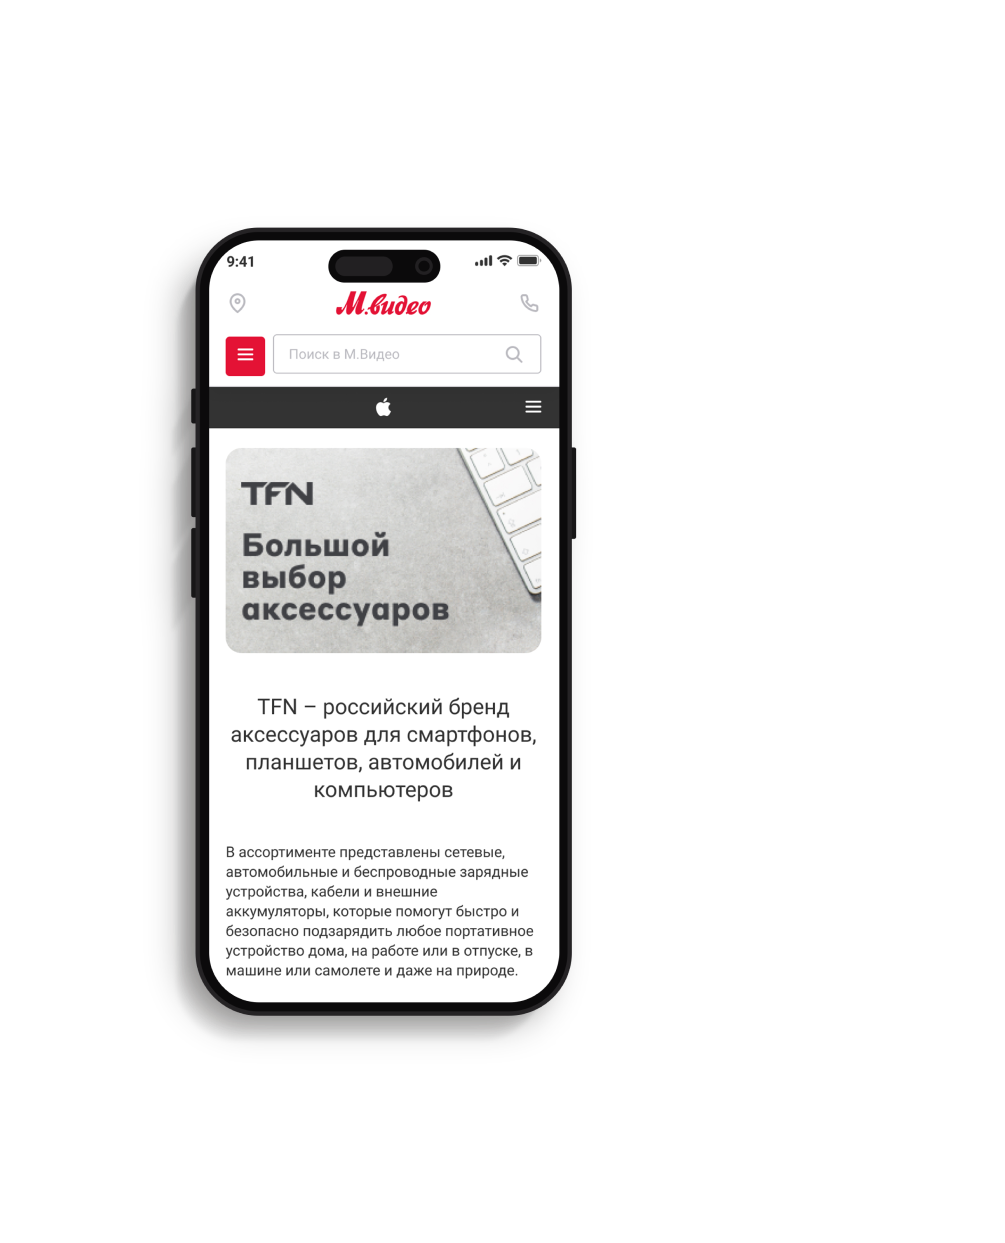 9:41
М.видео
Поиск в М.Видео
TFN
Большой
выбор
аксессуаров
TFN – российский бренд
аксессуаров для смартфонов,
планшетов, автомобилей и
компьютеров
В ассортименте представлены сетевые,
автомобильные и беспроводные зарядные
устройства, кабели и внешние
аккумуляторы, которые помогут быстро и
безопасно подзарядить любое портативное
устройство дома, на работе или в отпуске, в
машине или самолете и даже на природе.